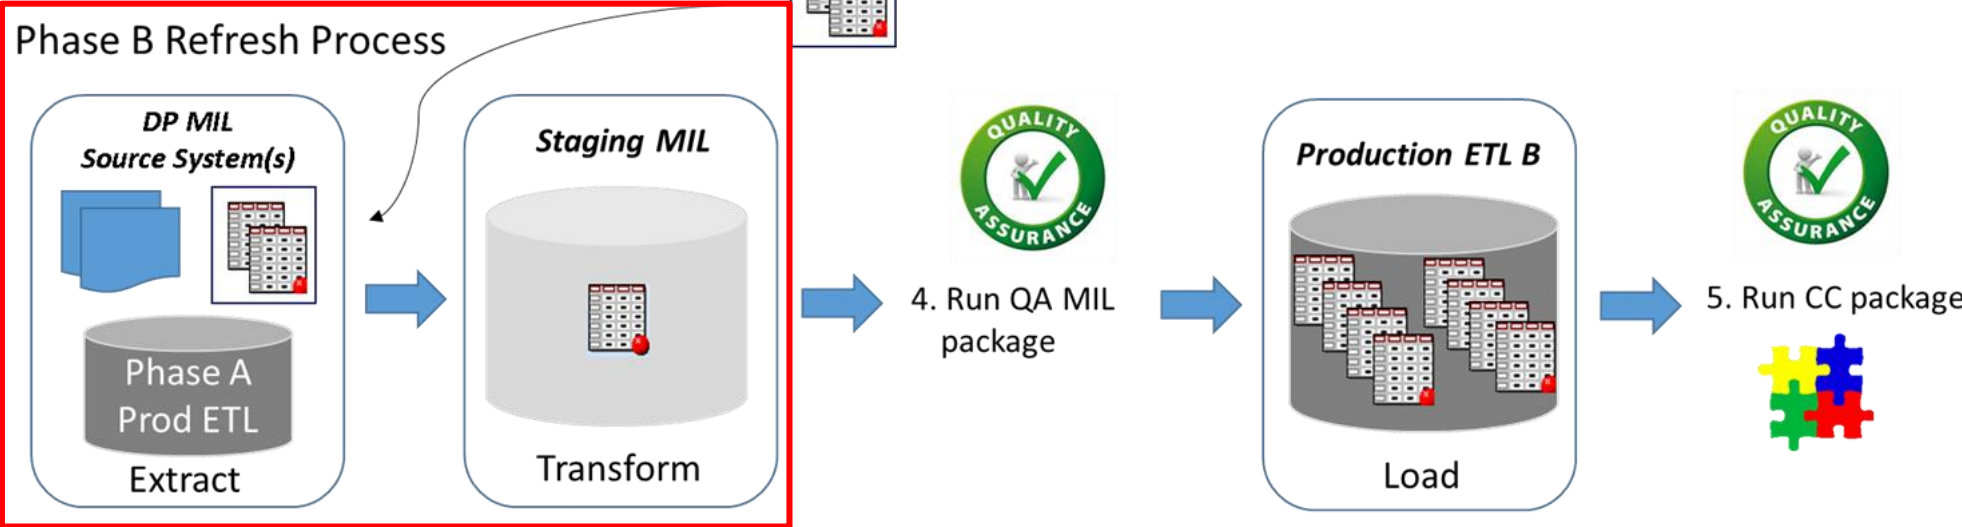 Phase B Refresh Process
DP MIL
Source System(s)
Phase A
Prod ETL
Extract
Staging MIL
Transform
QUALITY
ASSURANCE
4. Run QA MIL
package
Production ETL B
Load
QUALITY
ASSURANCE
5. Run CC package